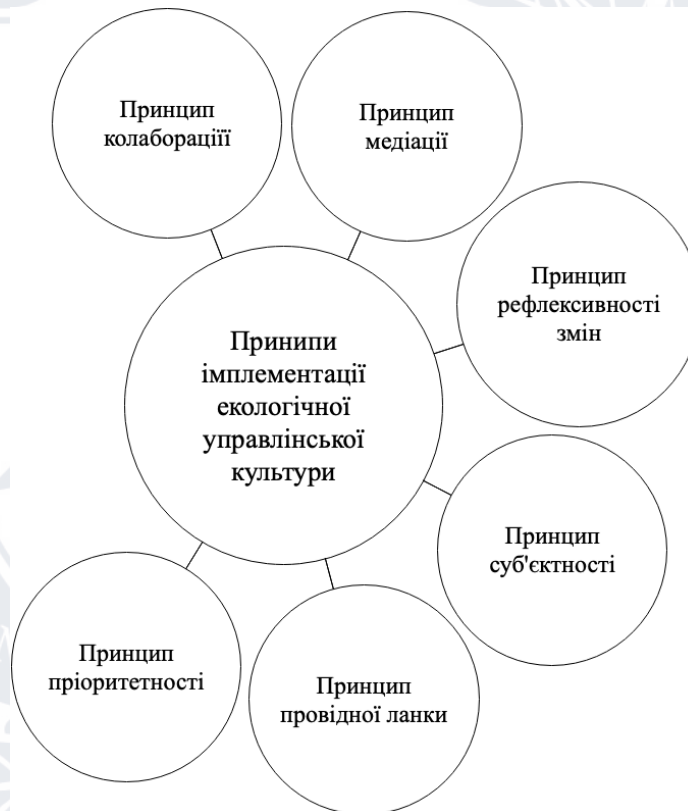 Принцип
колабораціїї
Принцип
медіації
Принцип
рефлексивності
змін
Принипи
імплементації
екологічної
управлінської
культури
Принцип
суб'єктності
Принцип
пріоритетності
Принцип
провідної ланки